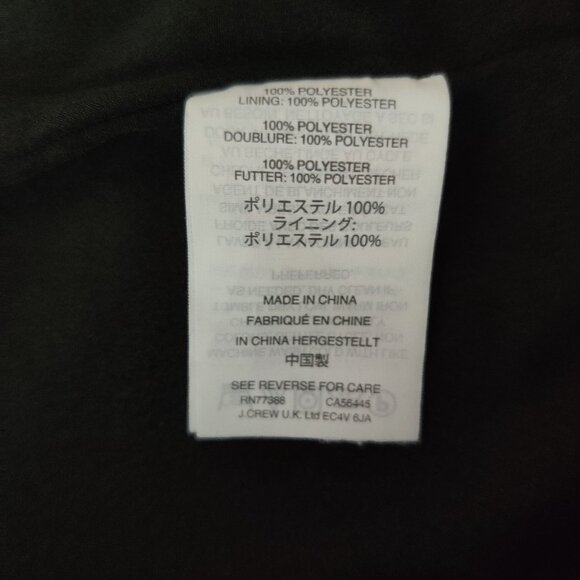 100% POLYESTER
LINING: 100% POLYESTER
100% POLYESTER
DOUBLURE: 100% POLYESTER
100% POLYESTER
FUTTER: 100% POLYESTER
ポリエステル 100%
ライニング:
ポリエステル 100%
MADE IN CHINA
FABRIQUÉ EN CHINE
IN CHINA HERGESTELLT
中国製
SEE REVERSE FOR CARE
RN77388 CA56445
J.CREW U.K. Ltd EC4V 6JA